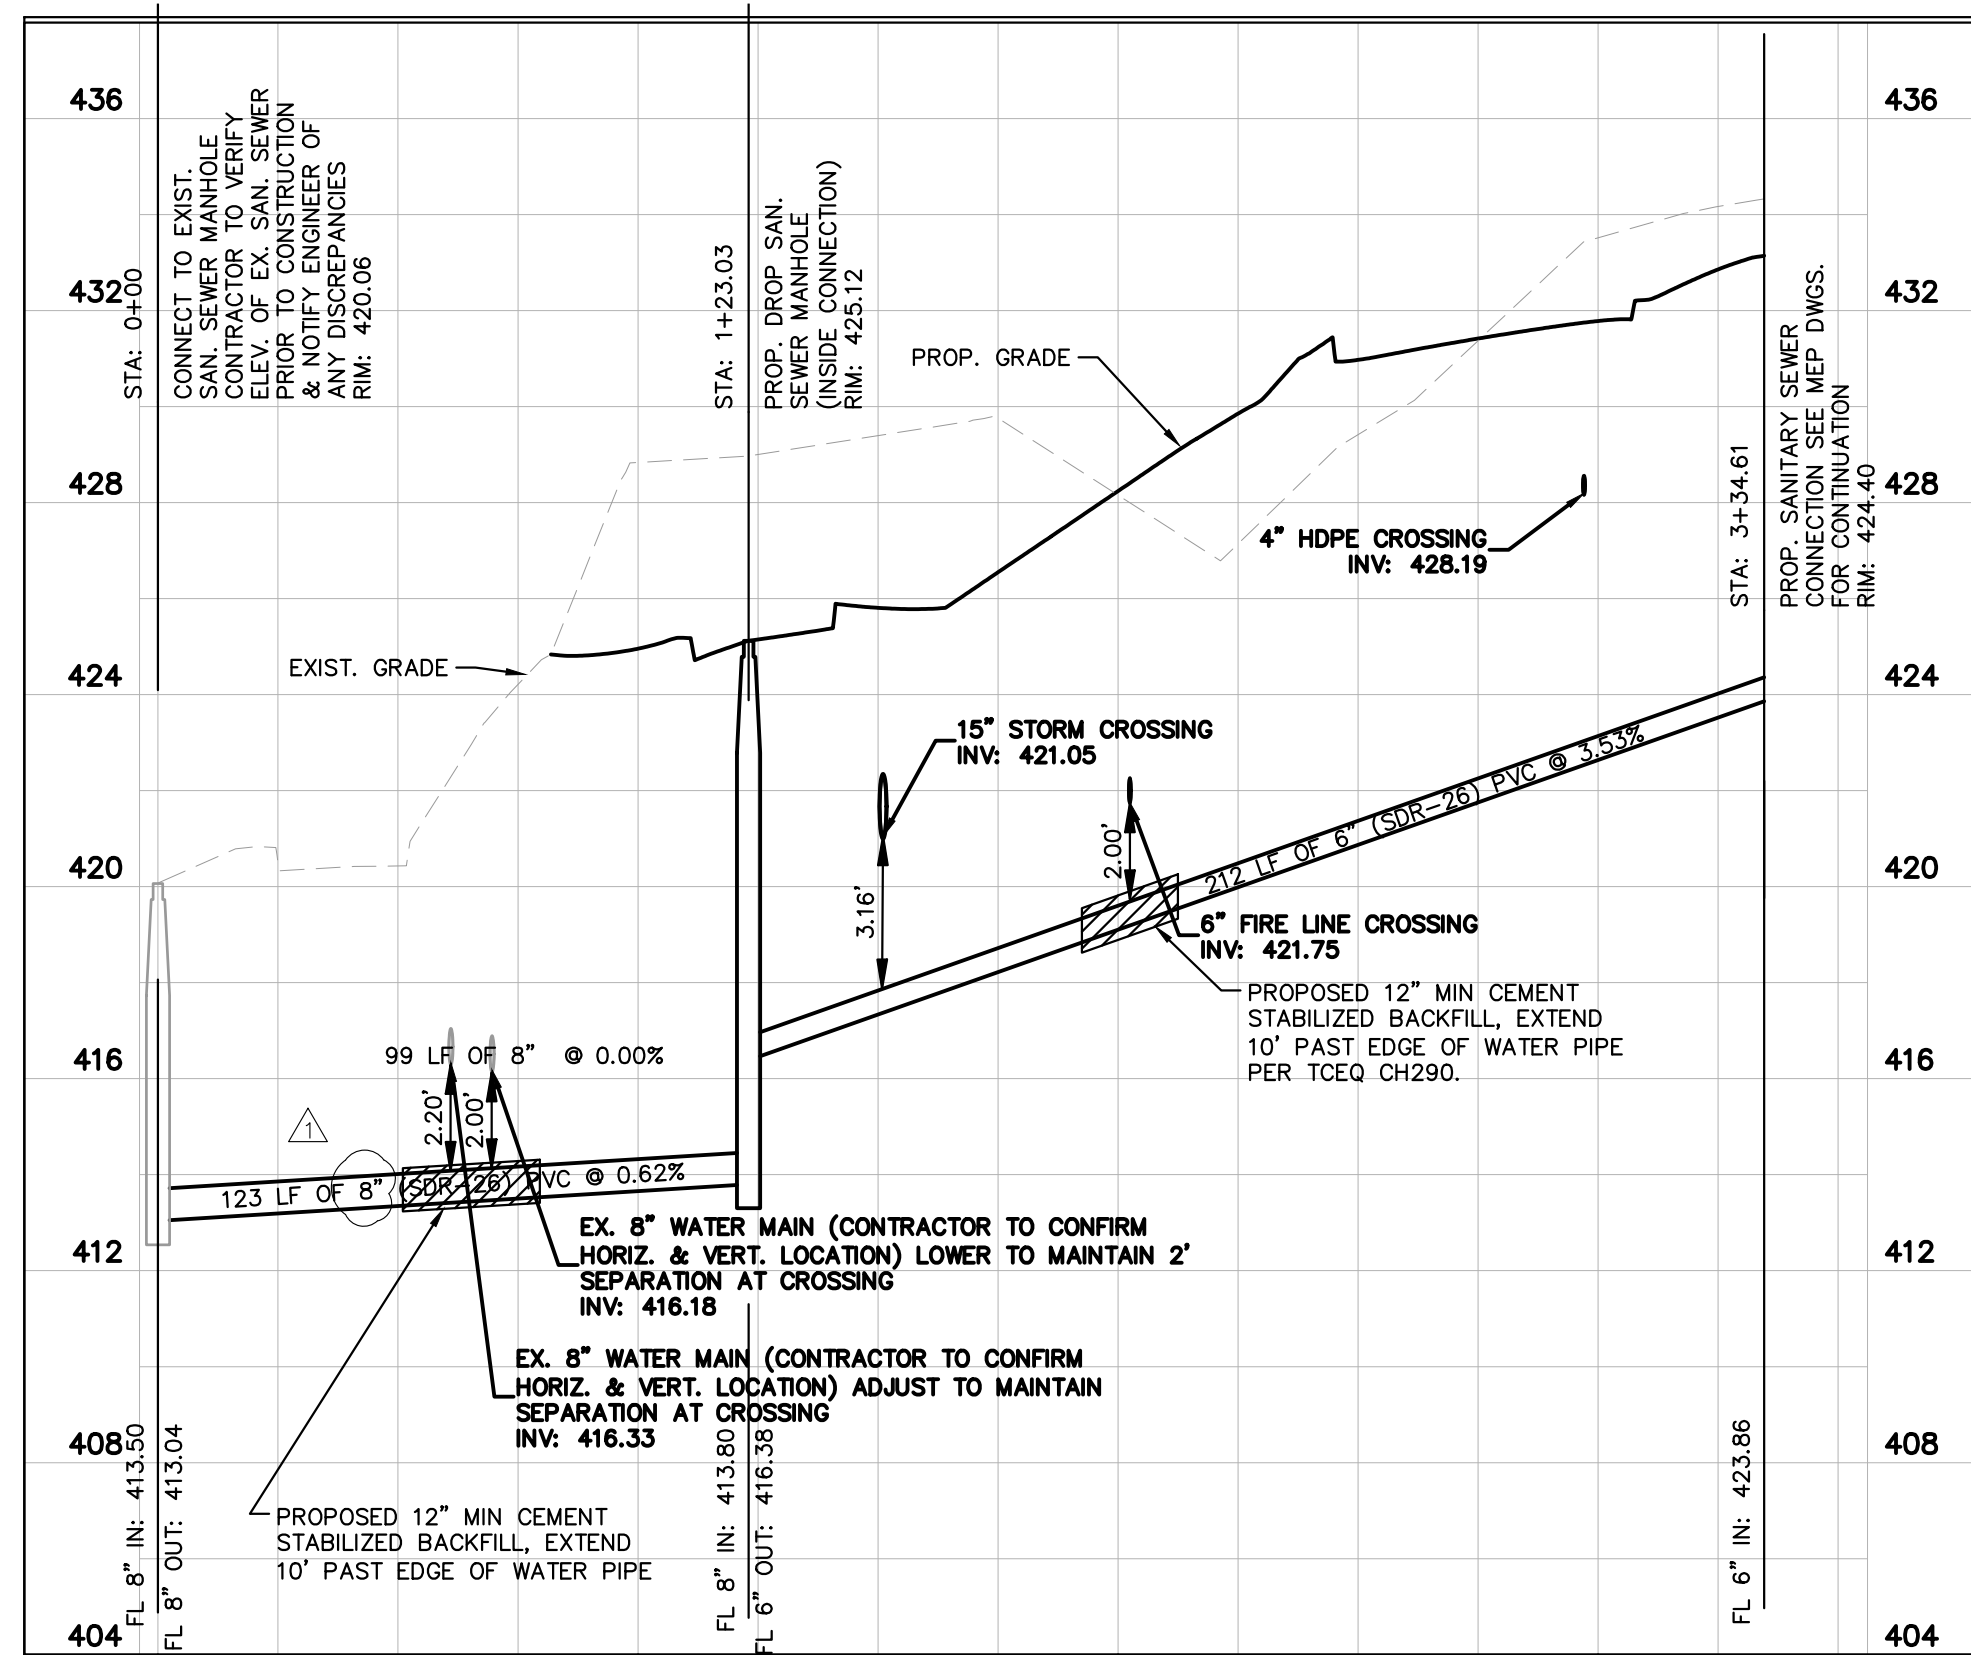 436
432
428
424
420
416
412
408
404
STA: 0+00
CONNECT TO EXIST.
SAN. SEWER MANHOLE
CONTRACTOR TO VERIFY
ELEV. OF EX. SAN. SEWER
PRIOR TO CONSTRUCTION
& NOTIFY ENGINEER OF
ANY DISCREPANCIES
RIM: 420.06
STA: 1+23.03
PROP. DROP SAN.
SEWER MANHOLE
(INSIDE CONNECTION)
RIM: 425.12
PROP. GRADE
EXIST. GRADE
4" HDPE CROSSING
INV: 428.19
STA: 3+34.61
PROP. SANITARY SEWER
CONNECTION SEE MEP DWGS.
FOR CONTINUATION
RIM: 424.40
15" STORM CROSSING
INV: 421.05
3.16'
2.00'
212 LF OF 6" (SDR-26) PVC @ 3.53%
6" FIRE LINE CROSSING
INV: 421.75
PROPOSED 12" MIN CEMENT
STABILIZED BACKFILL, EXTEND
10' PAST EDGE OF WATER PIPE
PER TCEQ CH290.
99 LF OF 8"  @ 0.00%
2.20'
2.00'
1
123 LF OF 8" (SDR-26) PVC @ 0.62%
EX. 8" WATER MAIN (CONTRACTOR TO CONFIRM
HORIZ. & VERT. LOCATION) LOWER TO MAINTAIN 2'
SEPARATION AT CROSSING
INV: 416.18
EX. 8" WATER MAIN (CONTRACTOR TO CONFIRM
HORIZ. & VERT. LOCATION) ADJUST TO MAINTAIN
SEPARATION AT CROSSING
INV: 416.33
PROPOSED 12" MIN CEMENT
STABILIZED BACKFILL, EXTEND
10' PAST EDGE OF WATER PIPE
FL 8" IN: 413.50
FL 8" OUT: 413.04
FL 8" IN: 413.80
FL 6" OUT: 416.38
FL 6" IN: 423.86
436
432
428
424
420
416
412
408
404